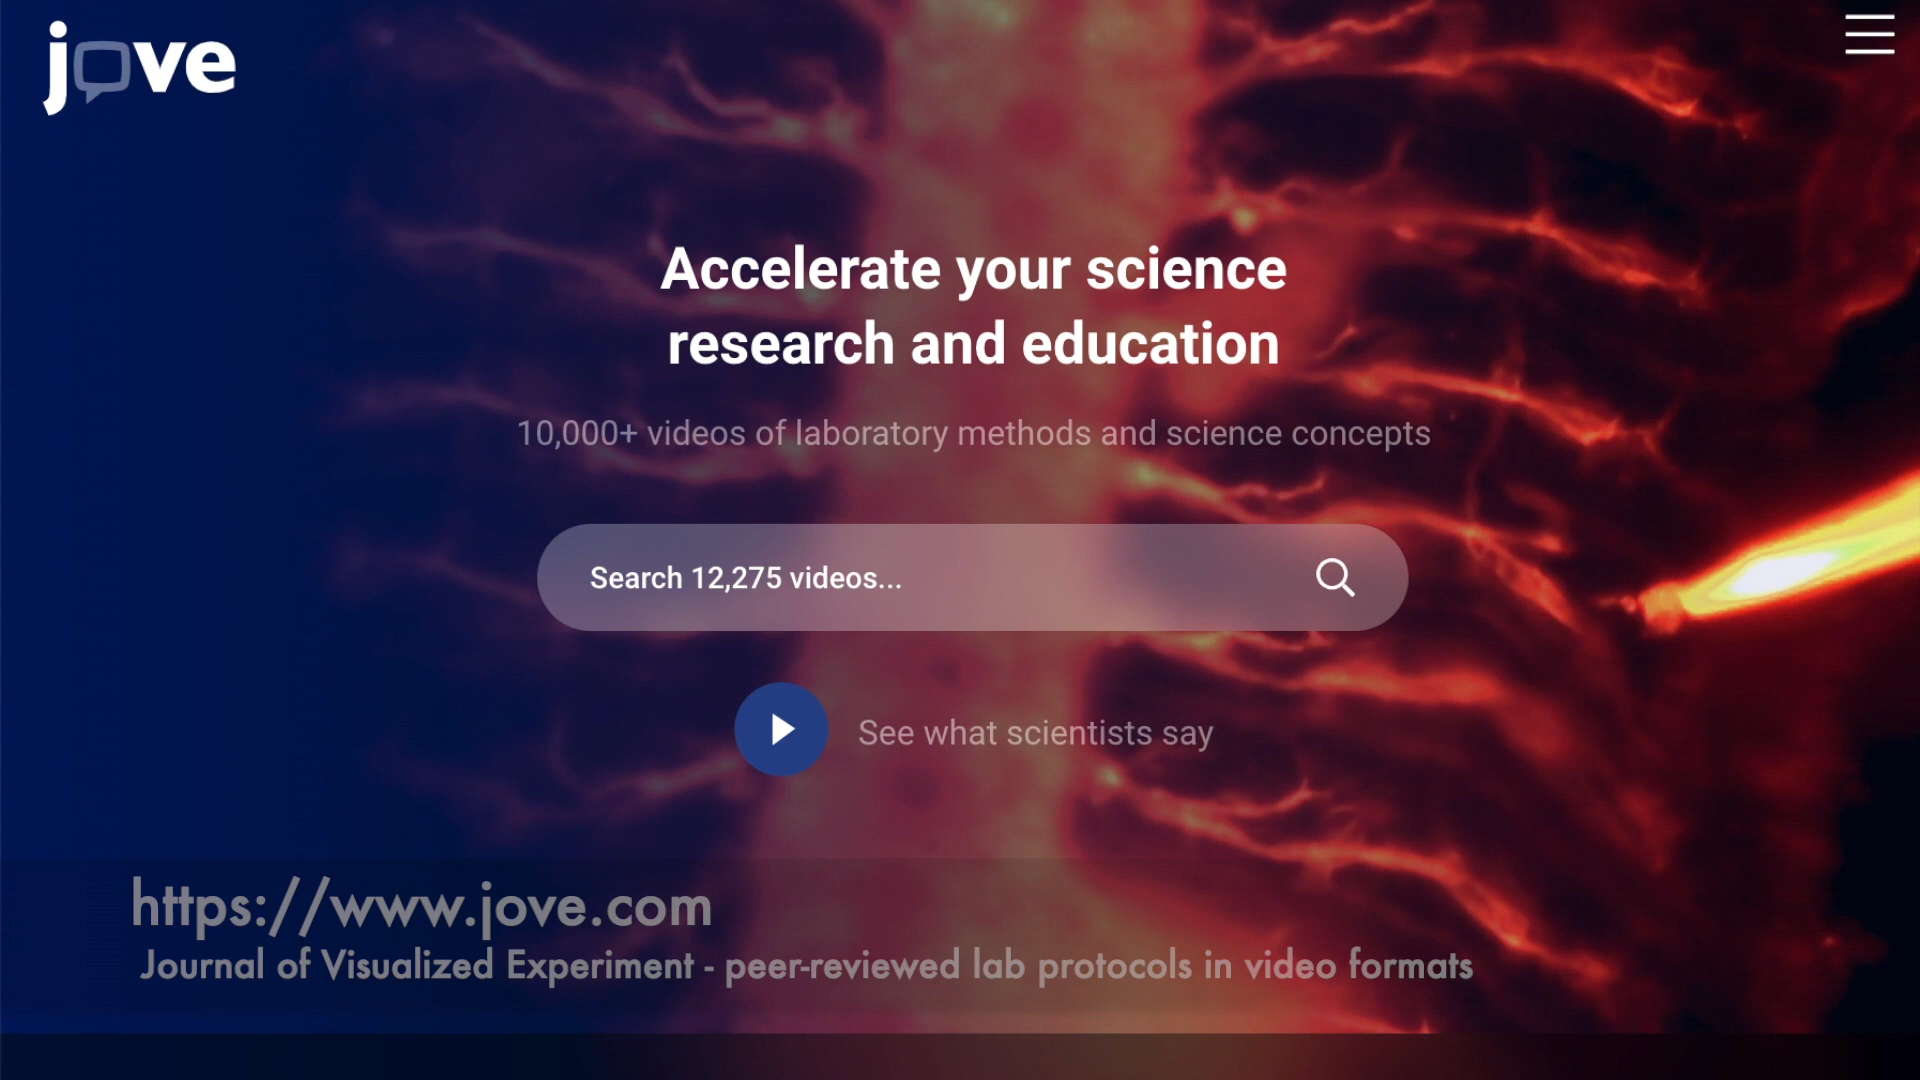 jove
Accelerate your science
research and education
10,000+ videos of laboratory methods and science concepts
Search 12,275 videos...
See what scientists say
https://www.jove.com
Journal of Visualized Experiment - peer-reviewed lab protocols in video formats